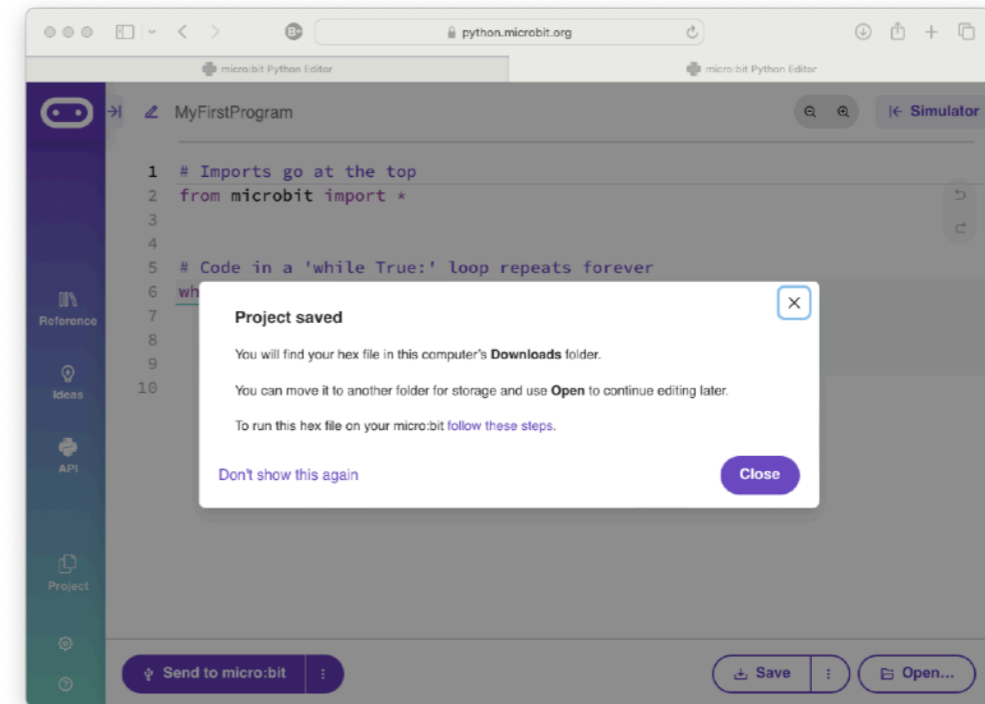 python.microbit.org
micro:bit Python Editor
micro:bit Python Editor
MyFirstProgram
Simulator
1 # Imports go at the top
2 from microbit import *
3
4
5 # Code in a 'while True:' loop repeats forever
6 wh
7
8
9
10
Reference
Ideas
API
Project
Project saved
You will find your hex file in this computer's Downloads folder.
You can move it to another folder for storage and use Open to continue editing later.
To run this hex file on your micro:bit follow these steps.
Don't show this again
Close
Send to micro:bit
Save
Open...